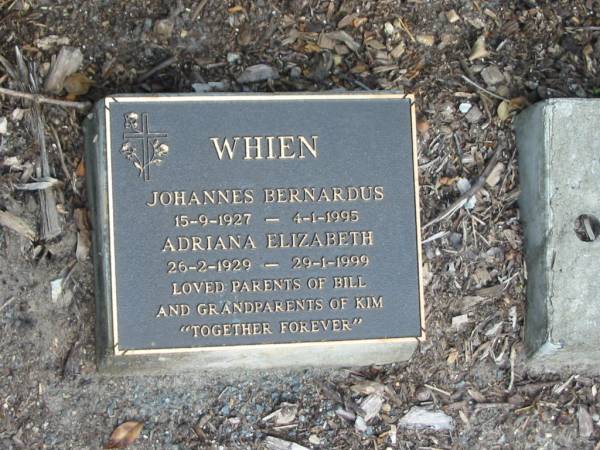 WHIEN
JOHANNES BERNARDUS
15-9-1927 — 4-1-1995
ADRIANA ELIZABETH
26-2-1929 — 29-1-1999
LOVED PARENTS OF BILL
AND GRANDPARENTS OF KIM
"TOGETHER FOREVER"